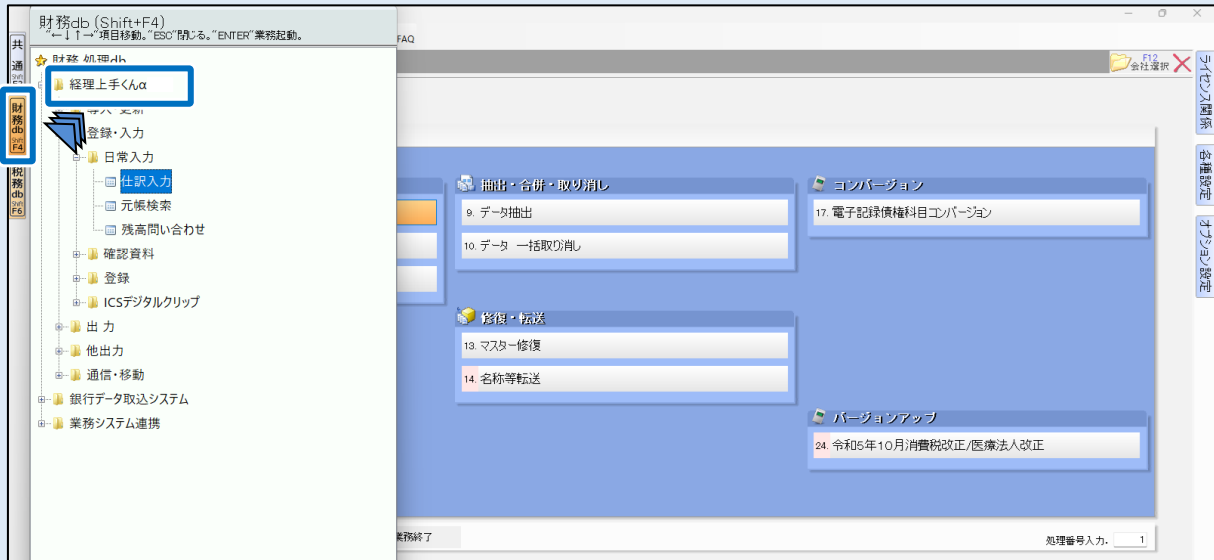 財務db (Shift+F4)
"←↓↑→"項目移動。"ESC"閉じる。"ENTER"業務起動。
FAQ
共通
財務db
Shift
F4
税務db
Shift
F6
財務 処理db
経理上手くんα
導入・更新
登録・入力
日常入力
仕訳入力
元帳検索
残高問い合わせ
確認資料
登録
ICSデジタルクリップ
出 力
他出力
通信・移動
銀行データ取込システム
業務システム連携
F12
会社選択
ライセンス関係
各種設定
オプション設定
抽出・合併・取り消し
9. データ抽出
10. データ 一括取り消し
コンバージョン
17. 電子記録債権科目コンバージョン
修復・転送
13. マスター修復
14. 名称等転送
バージョンアップ
24. 令和5年10月消費税改正/医療法人改正
業務終了
処理番号入力. 1